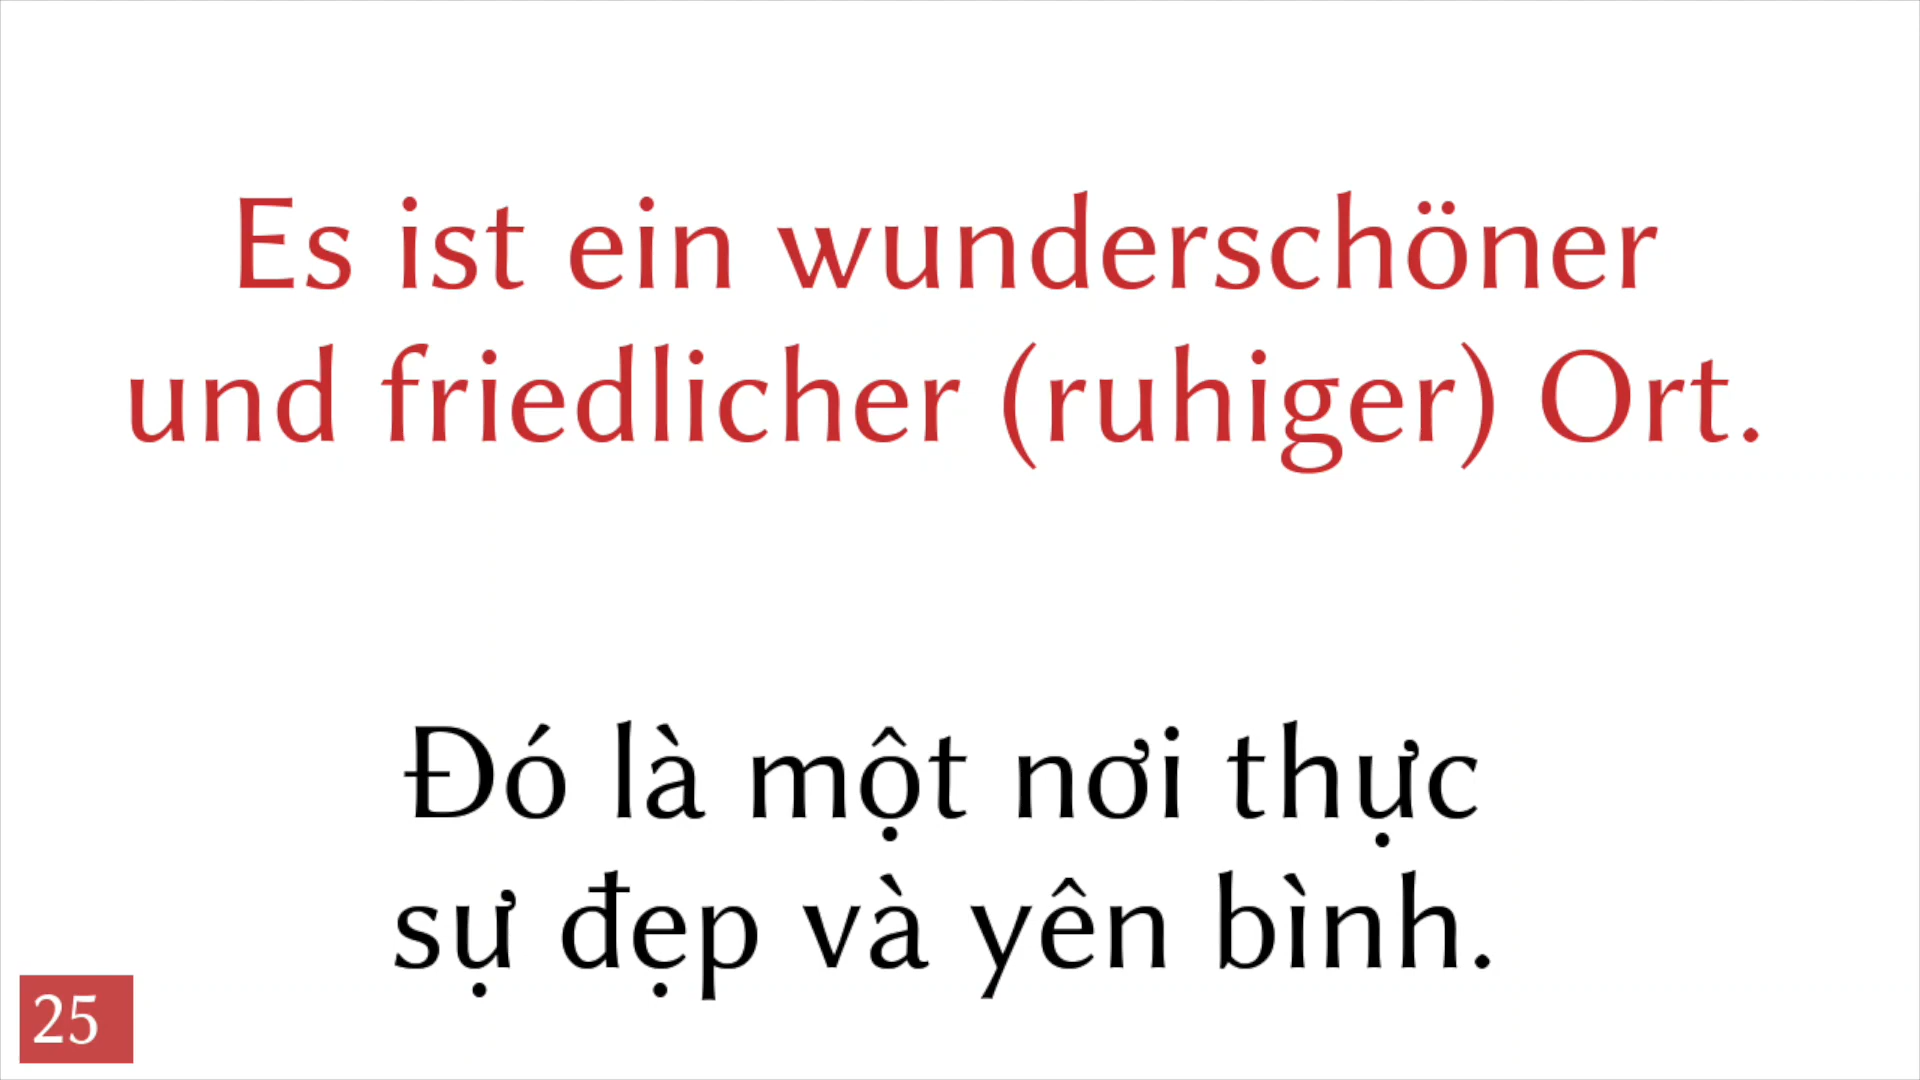 Es ist ein wunderschöner
und friedlicher (ruhiger) Ort.
Đó là một nơi thực
sự đẹp và yên bình.
25